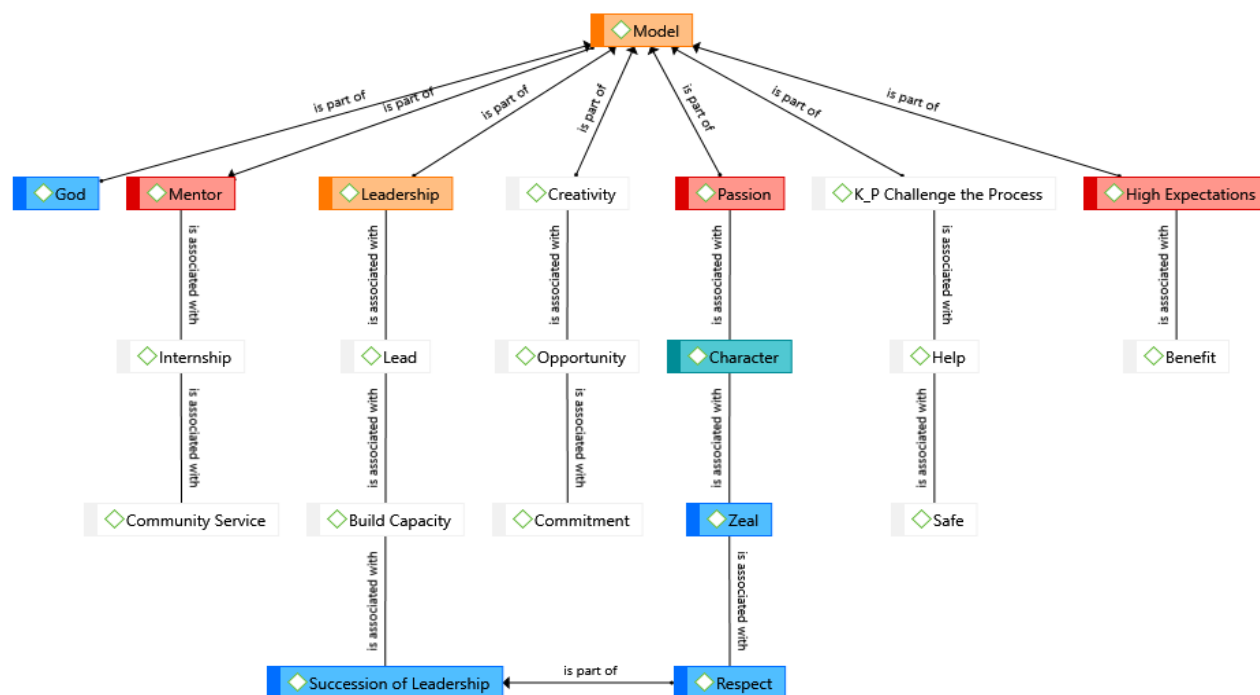 Model
is part of
is part of
is part of
is part of
is part of
is part of
is part of
God
Mentor
Leadership
Creativity
Passion
K_P Challenge the Process
High Expectations
is associated with
is associated with
is associated with
is associated with
is associated with
is associated with
Internship
Lead
Opportunity
Character
Help
Benefit
is associated with
is associated with
is associated with
is associated with
is associated with
Community Service
Build Capacity
Commitment
Zeal
Safe
is associated with
is associated with
Succession of Leadership
is part of
Respect